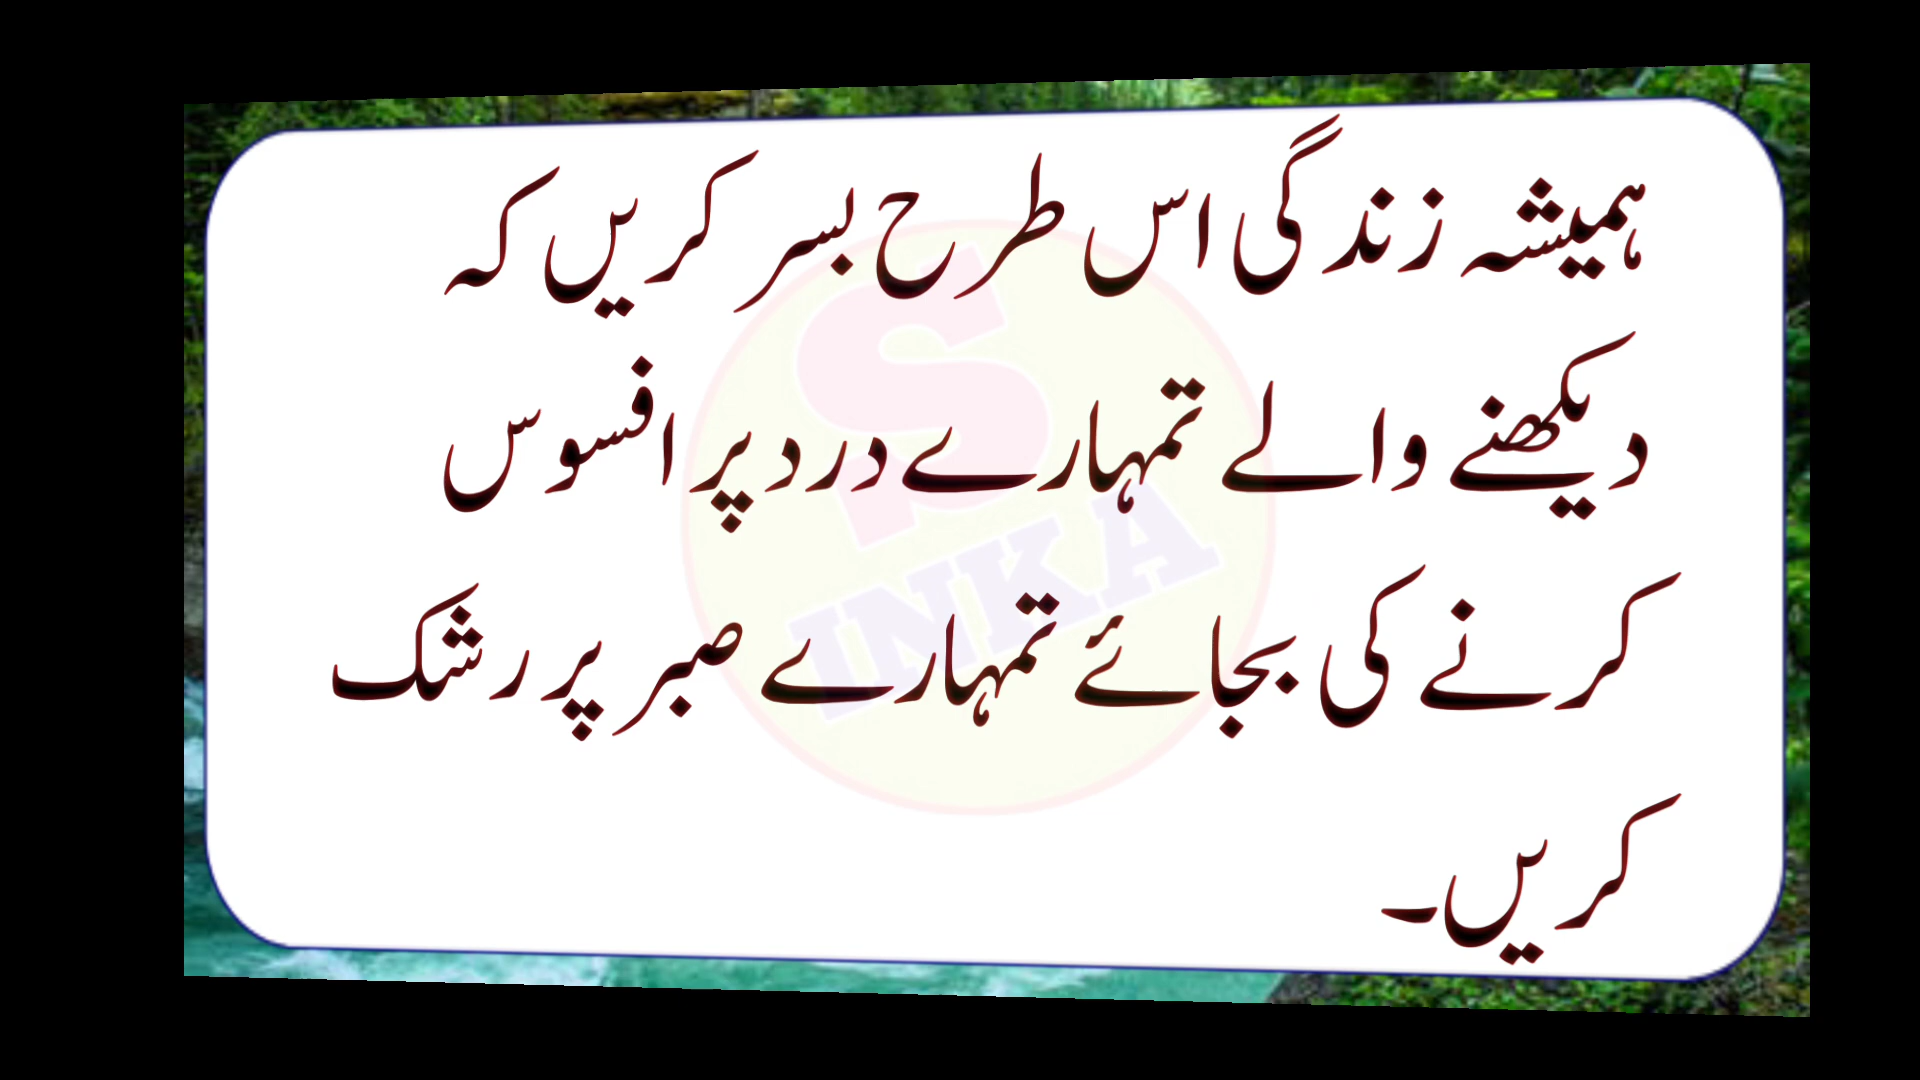 ہمیشہ زندگی اس طرح بسر کریں کہ
دیکھنے والے تمہارے درد پر افسوس
کرنے کی بجائے تمہارے صبر پر رشک
کریں۔
S
INKA